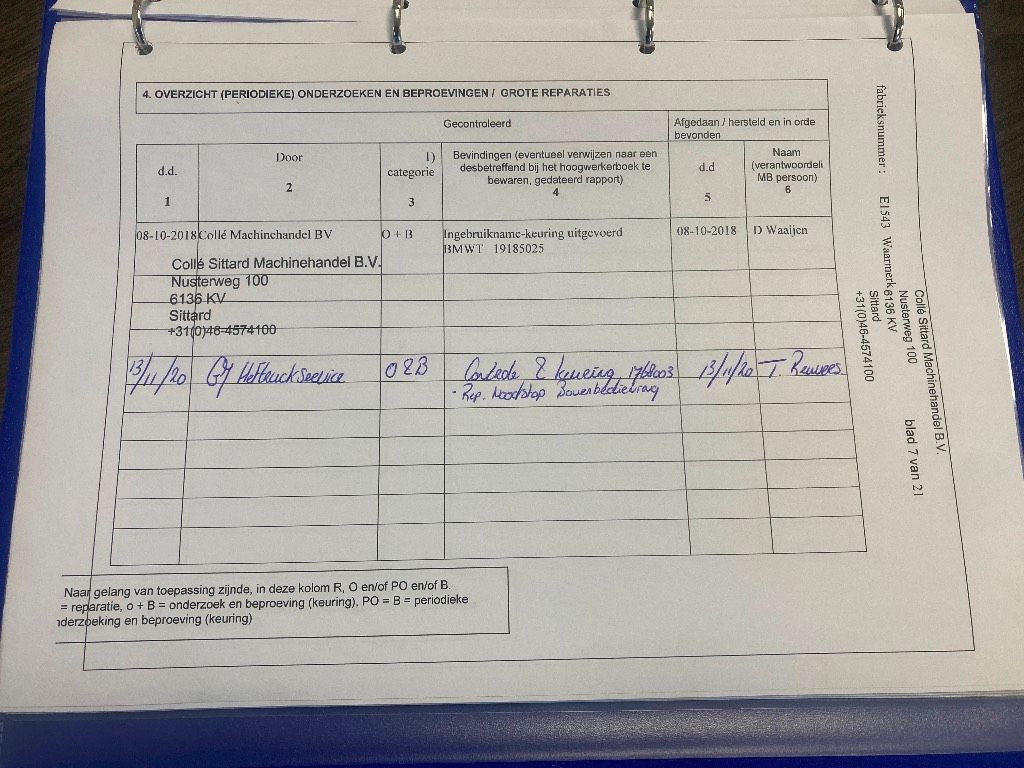 4. OVERZICHT (PERIODIEKE) ONDERZOEKEN EN BEPROEVINGEN / GROTE REPARATIES
Gecontroleerd
Afgedaan / hersteld en in orde
bevonden
d.d.
1
Door
2
1)
categorie
3
Bevindingen (eventueel verwijzen naar een
desbetreffend bij het hoogwerkerboek te
bewaren, gedateerd rapport)
4
d.d
5
Naam
(verantwoordeli
MB persoon)
6
08-10-2018 Colle Machinehandel BV O + B Ingebruikname-keuring uitgevoerd 08-10-2018 D Waaijen
BMWT 19185025
Collé Sittard Machinehandel B.V.
Nusterweg 100
6136 KV
Sittard
+31(0)46-4574100
13/11/20 Heftruckservice O&B keuring 1768003 13/11/20 T.
- Rep. Noodstop Bovenbediening
Naar gelang van toepassing zijnde, in deze kolom R, O en/of PO en/of B.
= reparatie, o + B = onderzoek en beproeving (keuring), PO = B = periodieke
nderzoeking en beproeving (keuring)
fabrieksnummer : E1543 Waarmerk
Collé Sittard Machinehandel B.V.
Nusterweg 100
6136 KV
Sittard
+31(0)46-4574100
blad 7 van 21